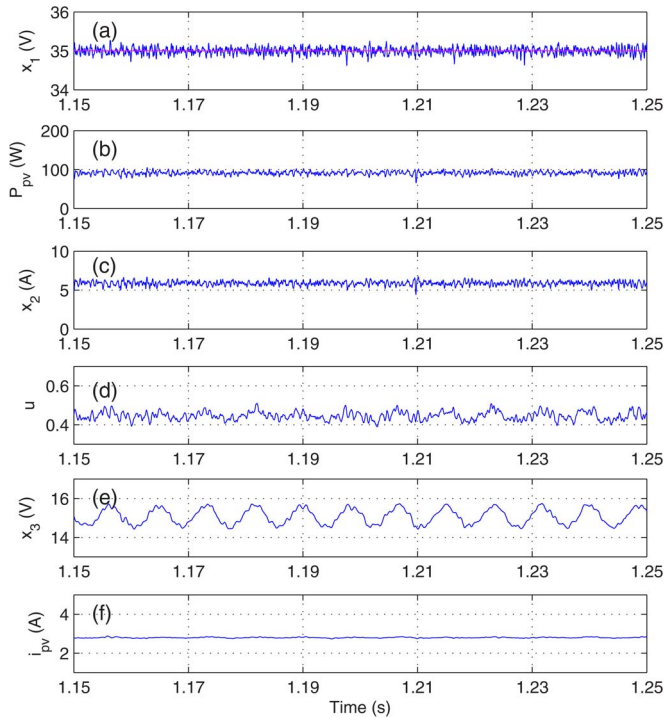 36
(a)
35
34
x1 (V)
1.15 1.17 1.19 1.21 1.23 1.25
200
(b)
100
0
Ppv (W)
1.15 1.17 1.19 1.21 1.23 1.25
10
(c)
5
0
x2 (A)
1.15 1.17 1.19 1.21 1.23 1.25
0.6
(d)
0.4
u
1.15 1.17 1.19 1.21 1.23 1.25
16
(e)
14
x3 (V)
1.15 1.17 1.19 1.21 1.23 1.25
4
(f)
2
ipv (A)
1.15 1.17 1.19 1.21 1.23 1.25
Time (s)